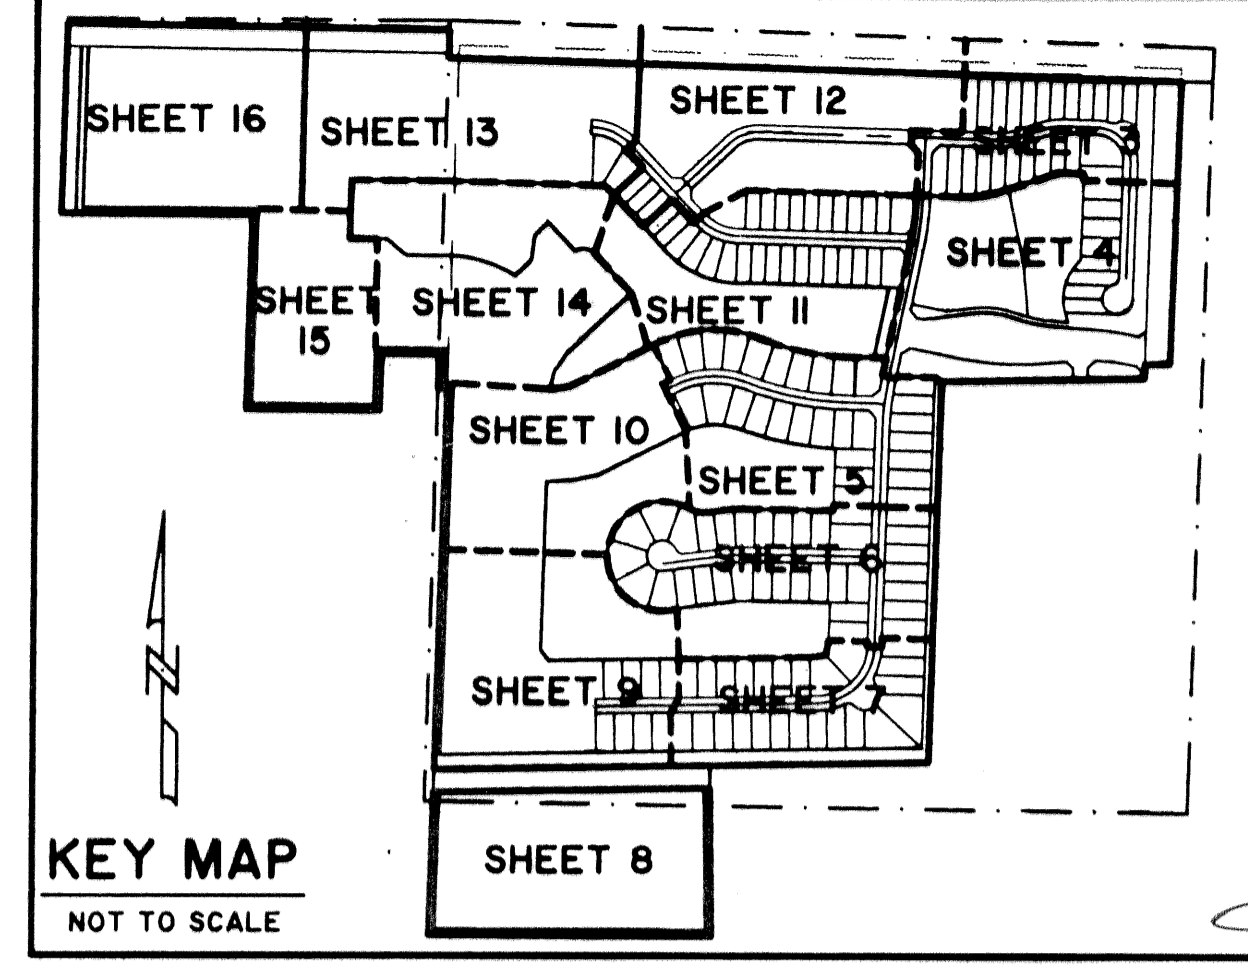 SHEET 12
SHEET 16
SHEET 13
SHEET 3
SHEET 4
SHEET 14
SHEET 11
SHEET
15
SHEET 10
SHEET 5
SHEET 6
SHEET 9
SHEET 7
SHEET 8
KEY MAP
NOT TO SCALE
N